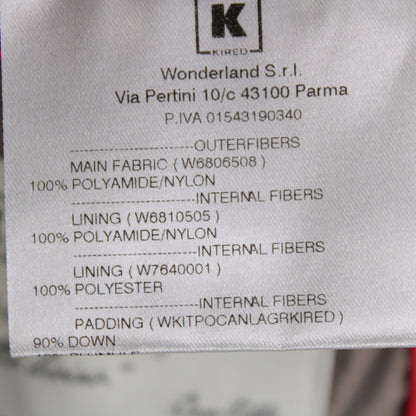 K
KIRED
Wonderland S.r.l.
Via Pertini 10/c 43100 Parma
P.IVA 01543190340
------------------------OUTERFIBERS
MAIN FABRIC ( W6806508 )
100% POLYAMIDE/NYLON
------------------------INTERNAL FIBERS
LINING ( W6810505 )
100% POLYAMIDE/NYLON
------------------------INTERNAL FIBERS
LINING ( W7640001 )
100% POLYESTER
------------------------INTERNAL FIBERS
PADDING ( WKITPOCANLAGRKIRED )
90% DOWN